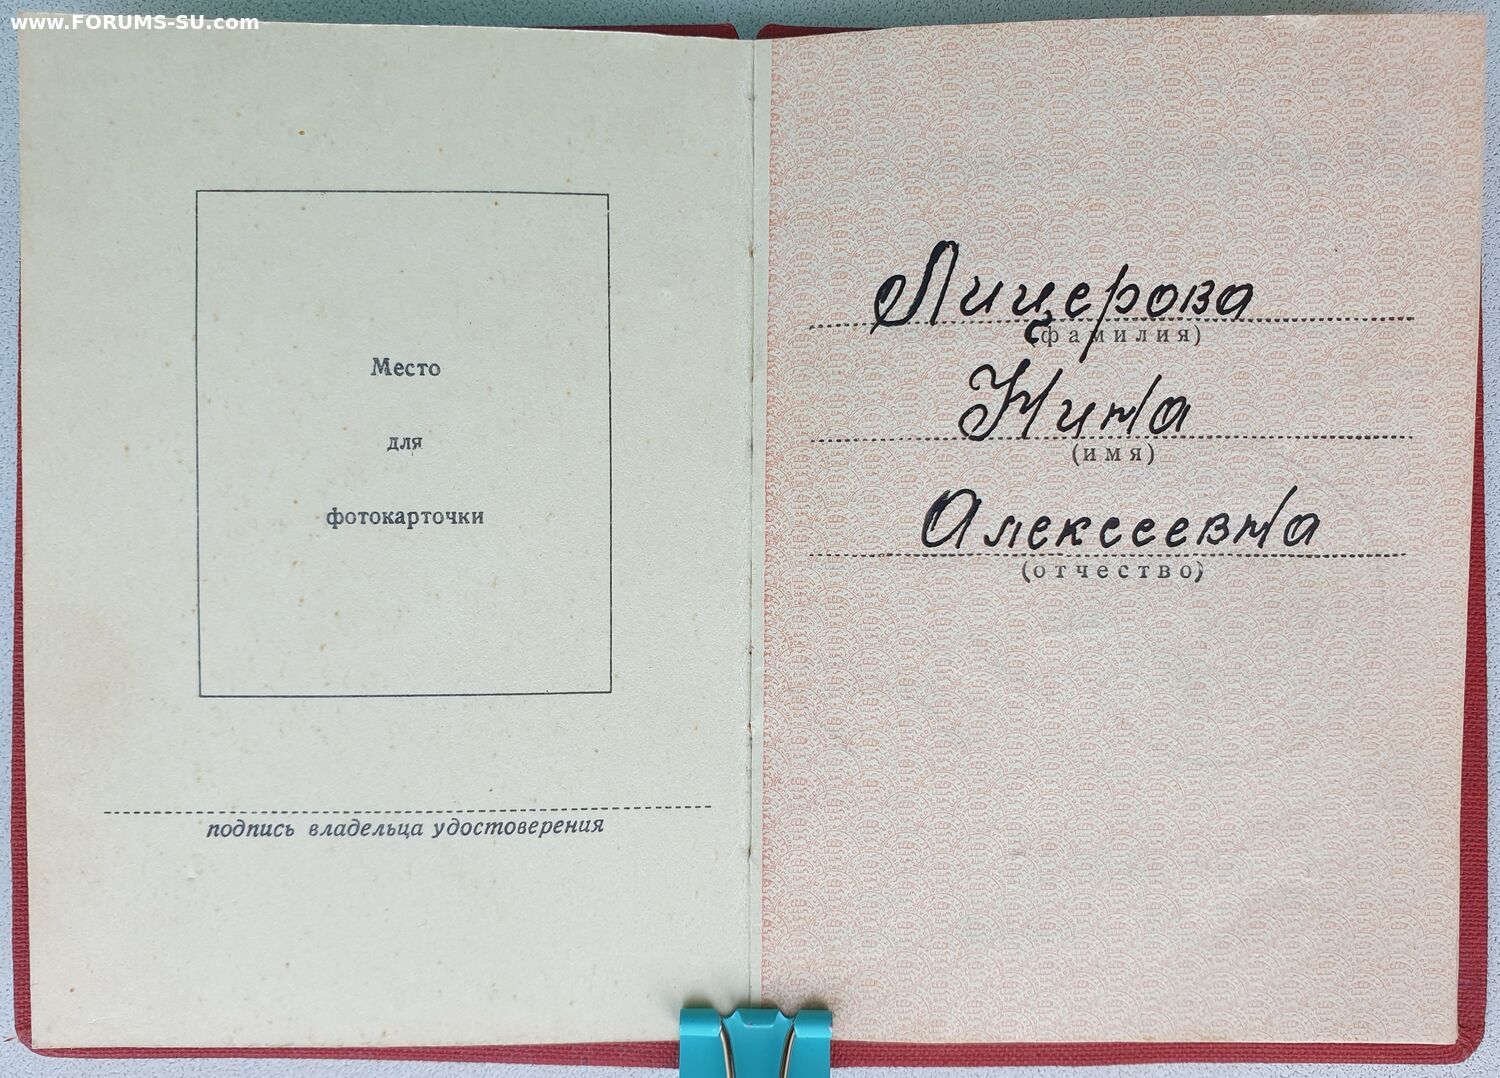 www.FORUMS-SU.com
Место
для
фотокарточки
подпись владельца удостоверения
Лицерова
(фамилия)
Нина
(имя)
Алексеевна
(отчество)